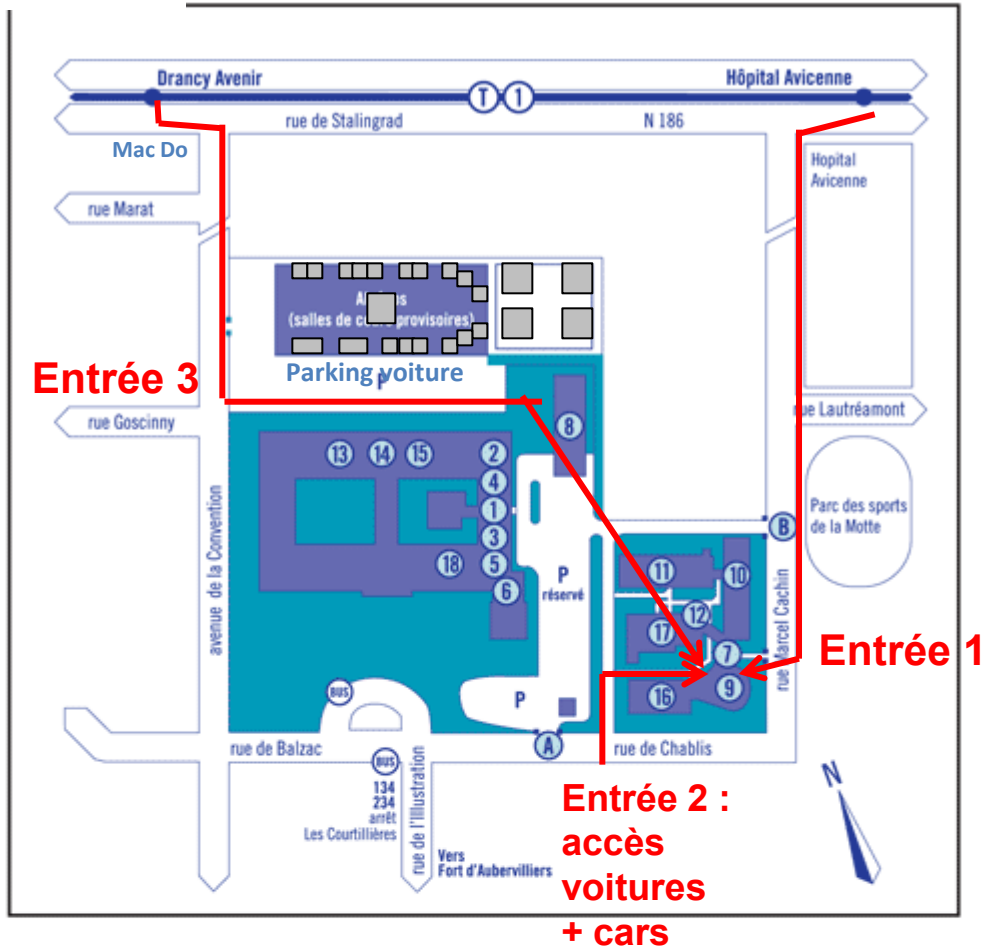 Drancy Avenir
Hôpital Avicenne
T 1
rue de Stalingrad
N 186
Mac Do
Hopital
Avicenne
rue Marat
(salles de
provisoires)
Parking voiture
P
Entrée 3
rue Goscinny
rue Lautréamont
8
13 14 15 2
4
1
3
18 5
6
avenue de la Convention
P
réservé
Parc des sports
de la Motte
B
11 10
12
17
7
9
16
rue Marcel Cachin
Entrée 1
BUS
P
A
rue de Balzac
rue de Chablis
BUS
134
234
arrêt
Les Courtillières
rue de l'Illustration
Vers
Fort d'Aubervilliers
Entrée 2 :
accès
voitures
+ cars
N